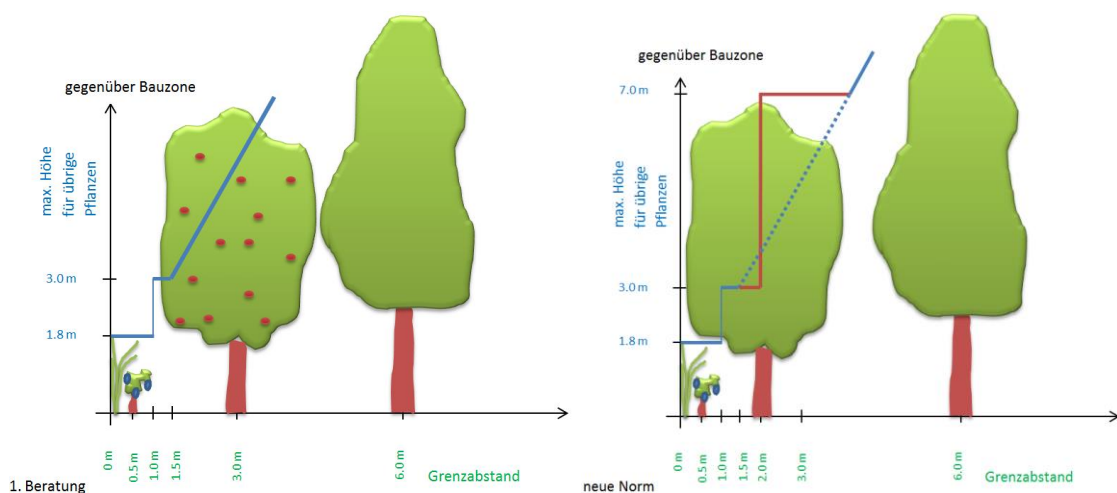 gegenüber Bauzone
max. Höhe
für übrige
Pflanzen
3.0 m
1.8 m
0 m
0.5 m
1.0 m
1.5 m
3.0 m
6.0 m
Grenzabstand
1. Beratung
gegenüber Bauzone
7.0 m
max. Höhe
für übrige
Pflanzen
3.0 m
1.8 m
0 m
0.5 m
1.0 m
1.5 m
2.0 m
3.0 m
6.0 m
Grenzabstand
neue Norm